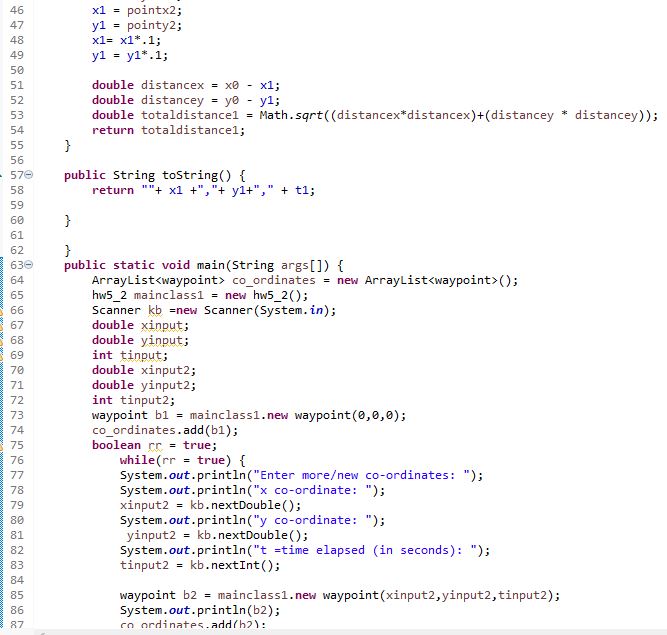 46 x1 = pointx2;
47 y1 = pointy2;
48 x1= x1*.1;
49 y1 = y1*.1;
50
51 double distancex = x0 - x1;
52 double distancey = y0 - y1;
53 double totaldistance1 = Math.sqrt((distancex*distancex)+(distancey * distancey));
54 return totaldistance1;
55 }
56
57 public String toString() {
58 return ""+ x1 +","+ y1+"," + t1;
59
60 }
61
62 }
63 public static void main(String args[]) {
64 ArrayList<waypoint> co_ordinates = new ArrayList<waypoint>();
65 hw5_2 mainclass1 = new hw5_2();
66 Scanner kb =new Scanner(System.in);
67 double xinput;
68 double yinput;
69 int tinput;
70 double xinput2;
71 double yinput2;
72 int tinput2;
73 waypoint b1 = mainclass1.new waypoint(0,0,0);
74 co_ordinates.add(b1);
75 boolean rr = true;
76 while(rr = true) {
77 System.out.println("Enter more/new co-ordinates: ");
78 System.out.println("x co-ordinate: ");
79 xinput2 = kb.nextDouble();
80 System.out.println("y co-ordinate: ");
81 yinput2 = kb.nextDouble();
82 System.out.println("t =time elapsed (in seconds): ");
83 tinput2 = kb.nextInt();
84
85 waypoint b2 = mainclass1.new waypoint(xinput2,yinput2,tinput2);
86 System.out.println(b2);
87 co_ordinates.add(b2);